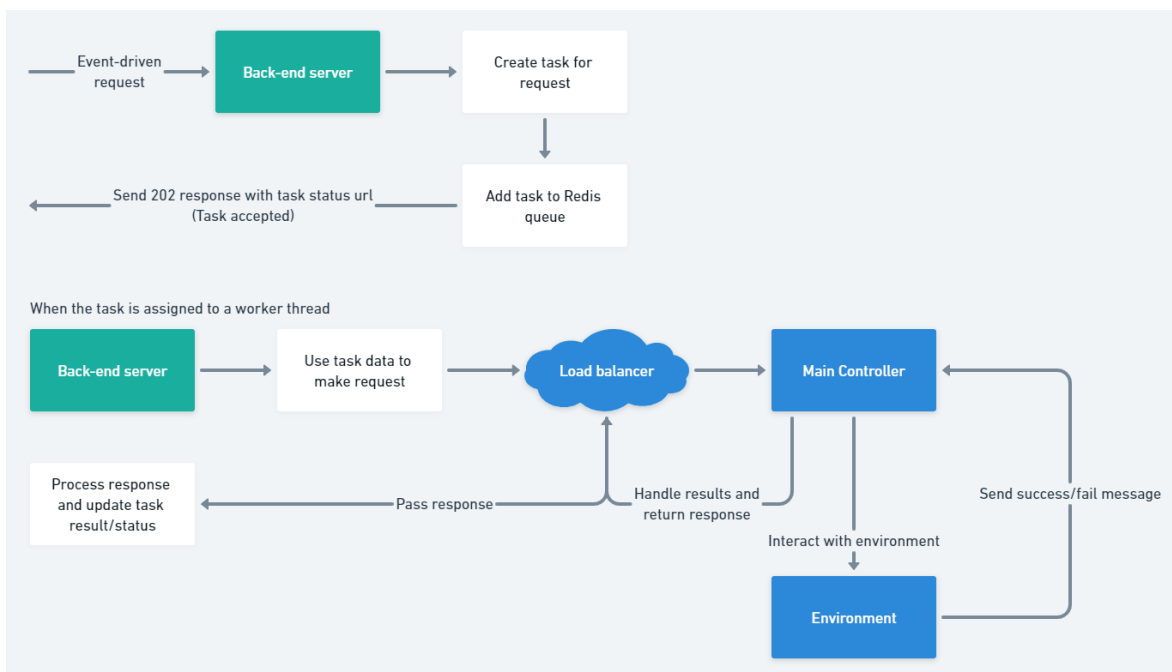 Event-driven
request
Back-end server
Create task for
request
Send 202 response with task status url
(Task accepted)
Add task to Redis
queue
When the task is assigned to a worker thread
Back-end server
Use task data to
make request
Load balancer
Main Controller
Process response
and update task
result/status
Pass response
Handle results and
return response
Send success/fail message
Interact with environment
Environment